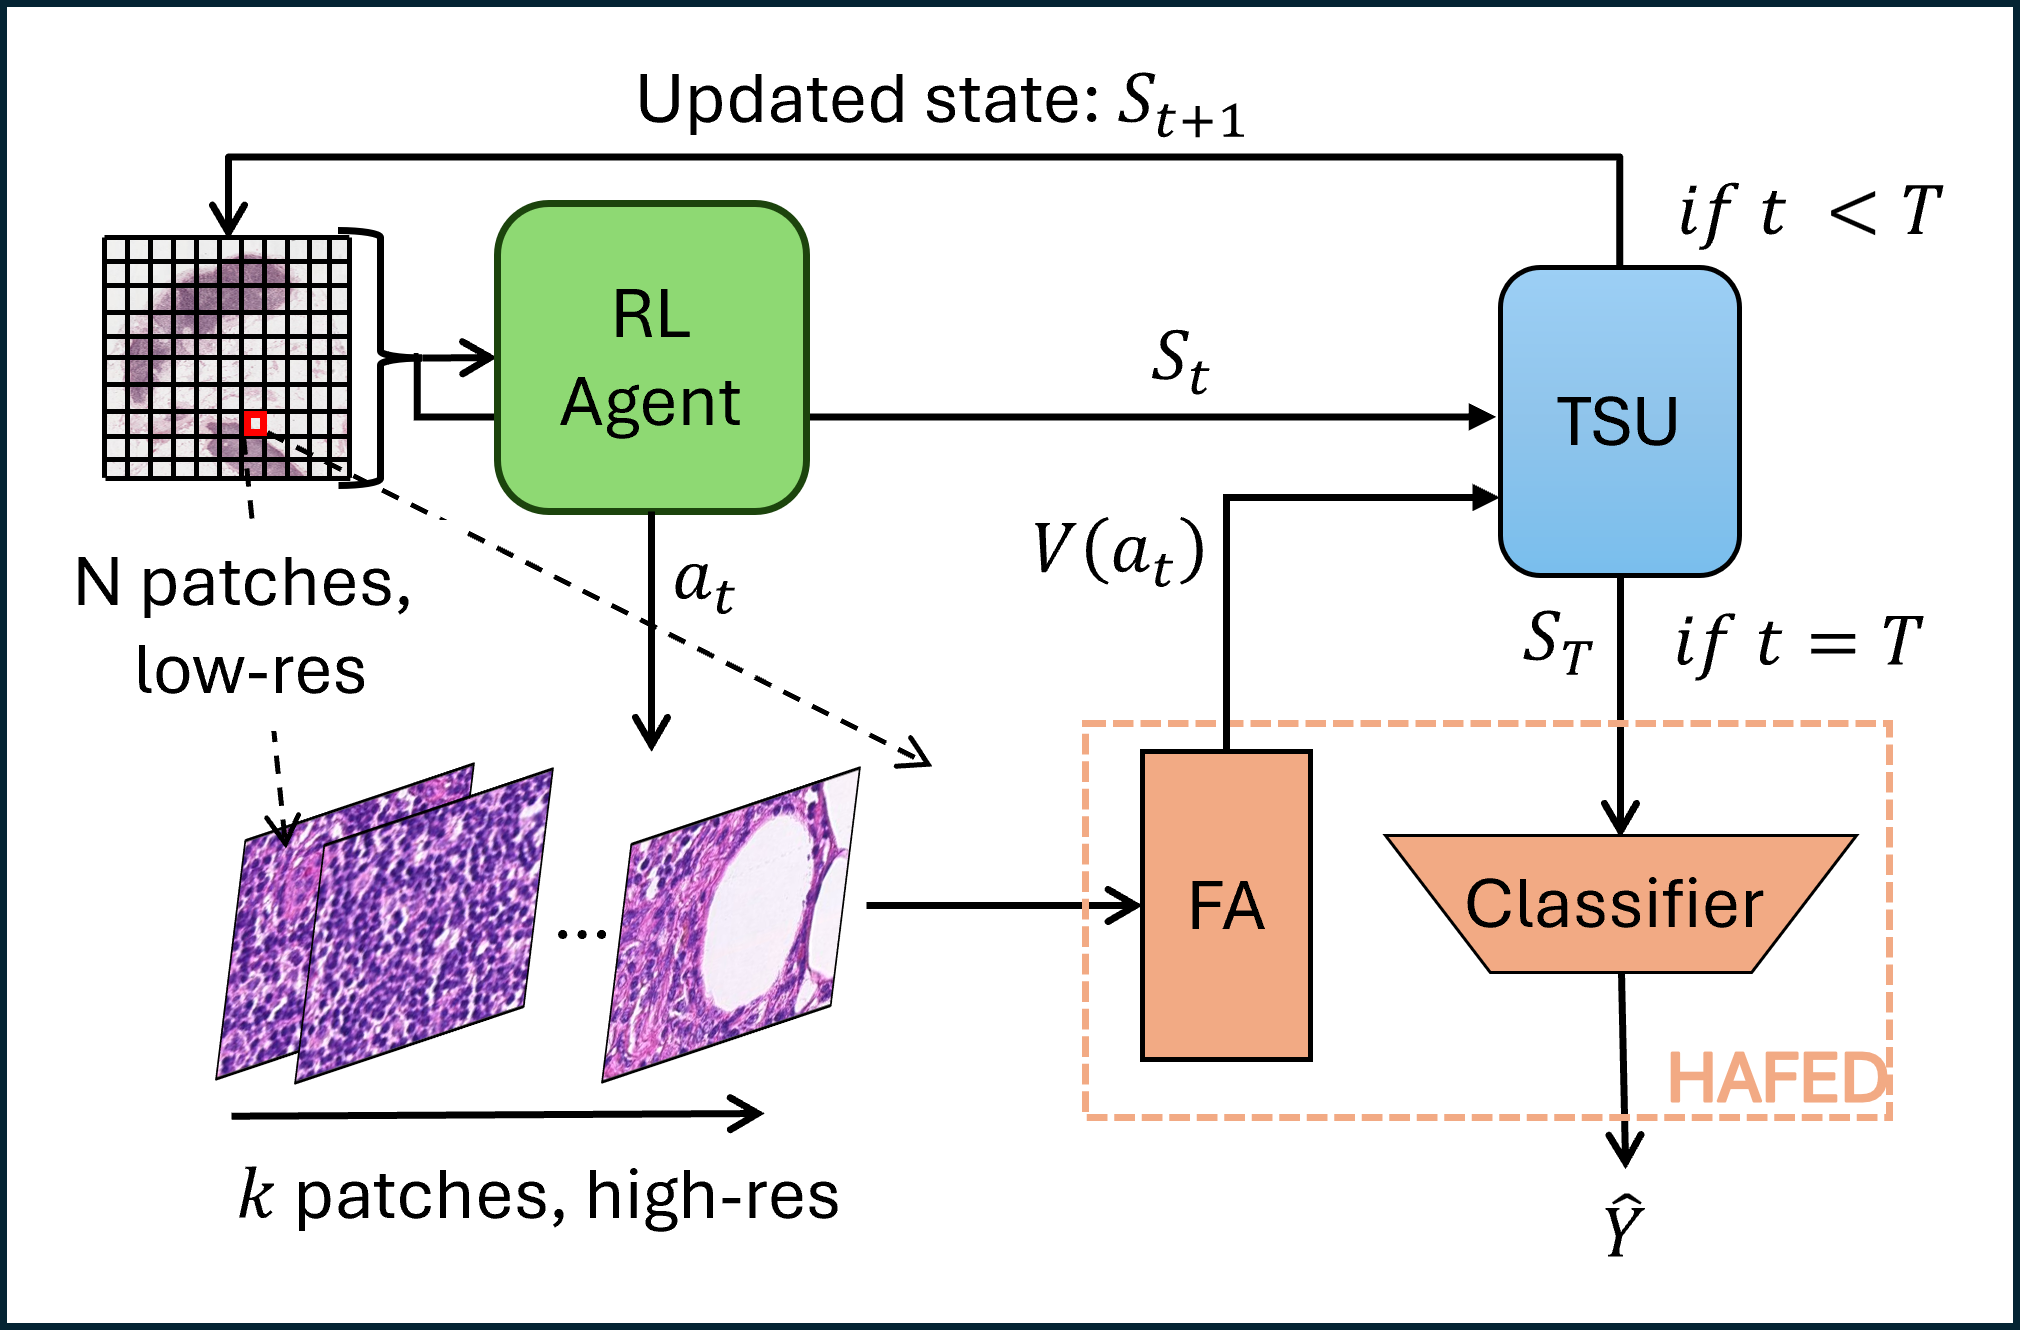 Updated state: S_{t+1}
if t < T
RL
Agent
S_t
TSU
V(a_t)
a_t
N patches,
low-res
S_T
if t = T
...
FA
Classifier
HAFED
k patches, high-res
Ŷ